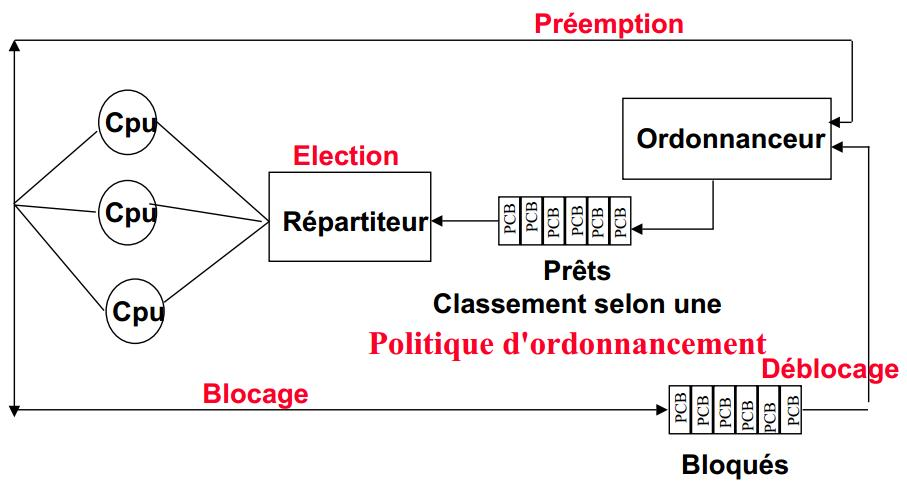 Préemption
Cpu
Ordonnanceur
Election
Cpu
Répartiteur
PCB PCB PCB PCB PCB PCB
Prêts
Classement selon une
Cpu
Politique d'ordonnancement
Déblocage
Blocage
PCB PCB PCB PCB PCB PCB
Bloqués